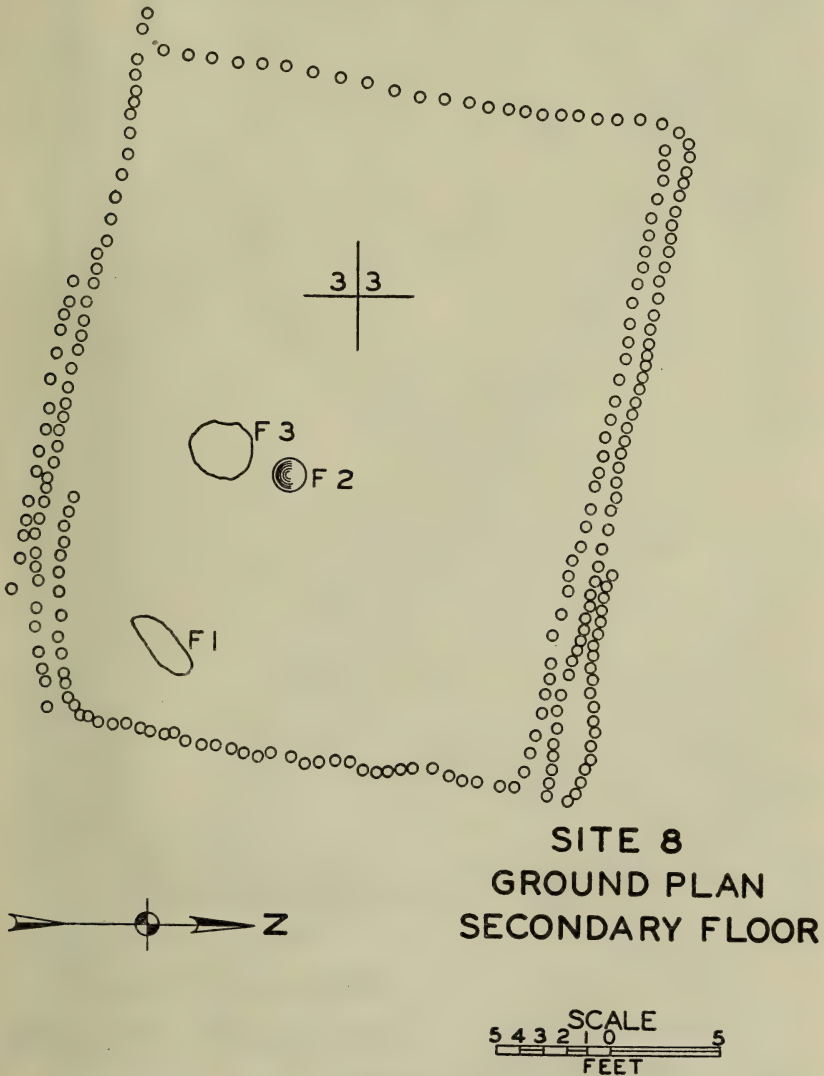 3 3
F 3
F 2
F 1
SITE 8
GROUND PLAN
SECONDARY FLOOR
Z
SCALE
5 4 3 2 1 0 5
FEET